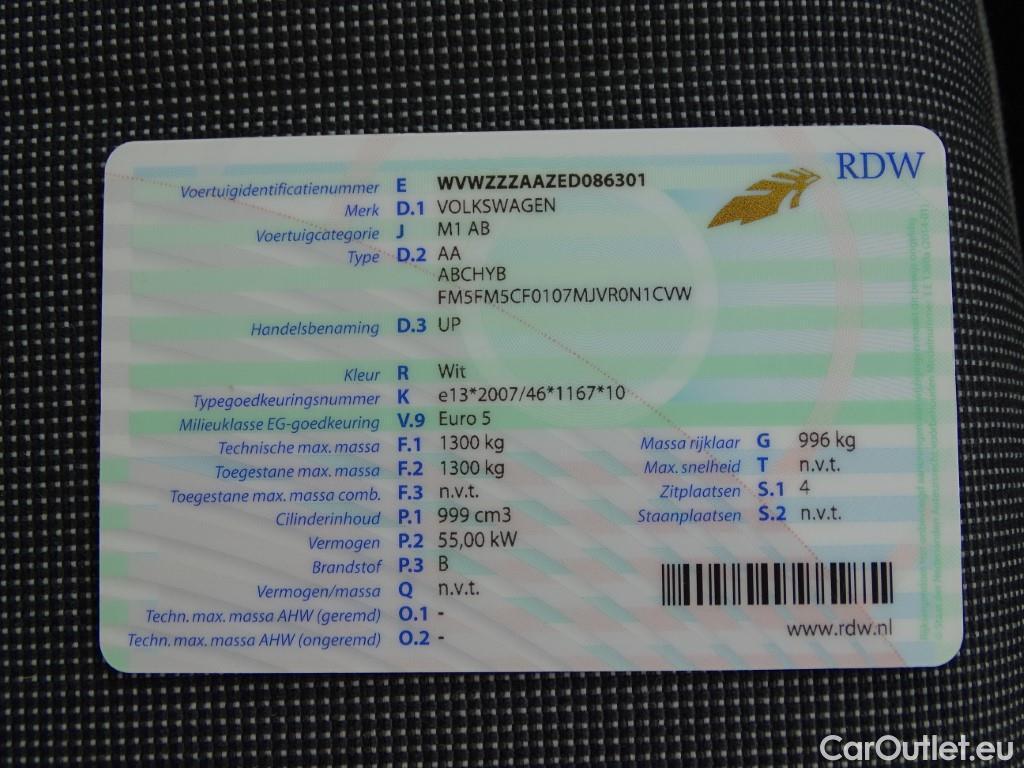 RDW
Voertuigidentificatienummer E WVWZZZAAZED086301
Merk D.1 VOLKSWAGEN
Voertuigcategorie J M1 AB
Type D.2 AA
ABCHYB
FM5FM5CF0107MJVR0N1CVW
Handelsbenaming D.3 UP
Kleur R Wit
Typegoedkeuringsnummer K e13*2007/46*1167*10
Milieuklasse EG-goedkeuring V.9 Euro 5
Technische max. massa F.1 1300 kg Massa rijklaar G 996 kg
Toegestane max. massa F.2 1300 kg Max. snelheid T n.v.t.
Toegestane max. massa comb. F.3 n.v.t. Zitplaatsen S.1 4
Cilinderinhoud P.1 999 cm3 Staanplaatsen S.2 n.v.t.
Vermogen P.2 55,00 kW
Brandstof P.3 B
Vermogen/massa Q n.v.t.
Techn. max. massa AHW (geremd) O.1 -
Techn. max. massa AHW (ongeremd) O.2 -
www.rdw.nl
CarOutlet.eu